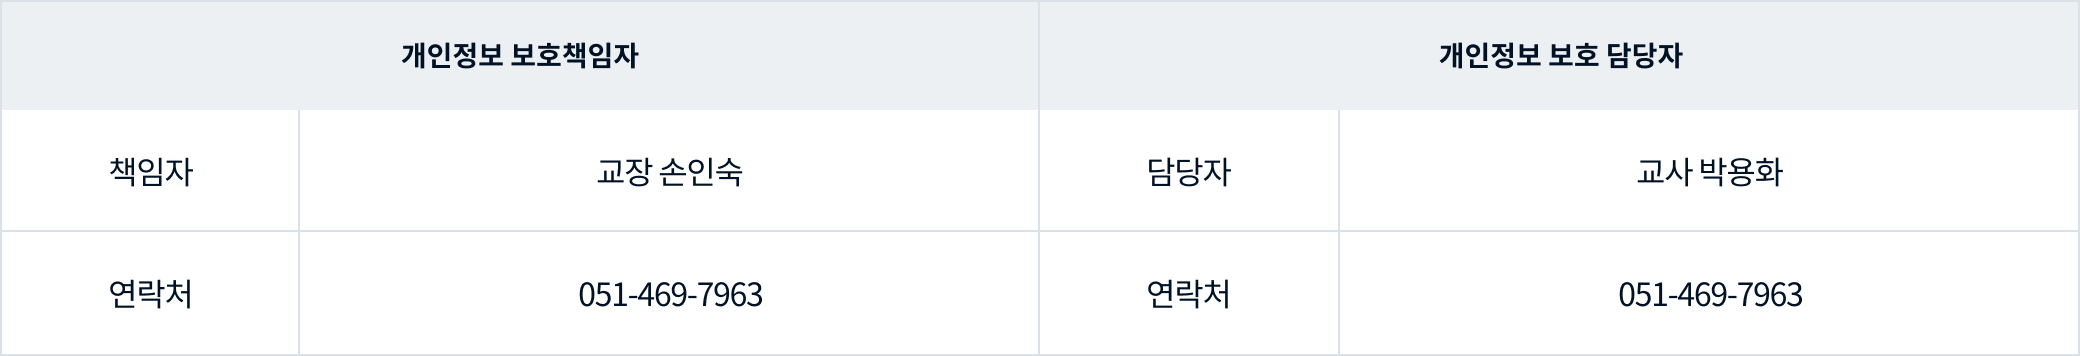 개인정보 보호책임자 개인정보 보호 담당자
책임자 교장 손인숙 담당자 교사 박용화
연락처 051-469-7963 연락처 051-469-7963